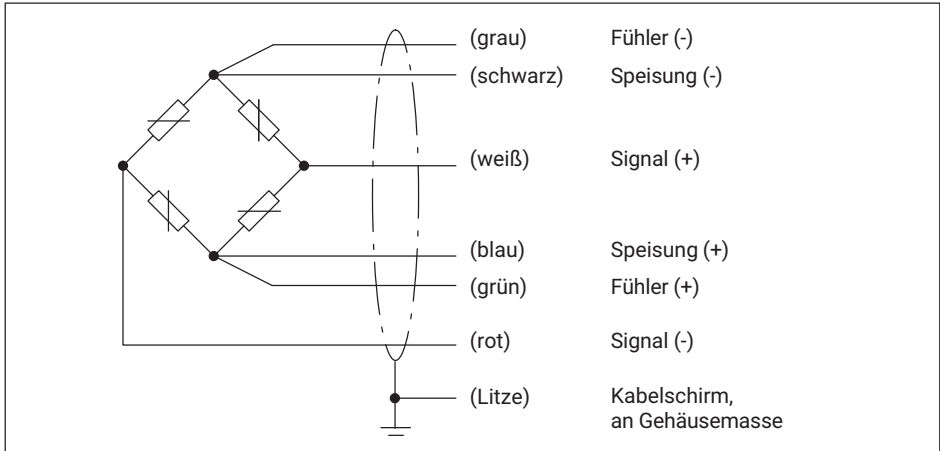 (grau) Fühler (-)
(schwarz) Speisung (-)
(weiß) Signal (+)
(blau) Speisung (+)
(grün) Fühler (+)
(rot) Signal (-)
(Litze) Kabelschirm,
an Gehäusemasse